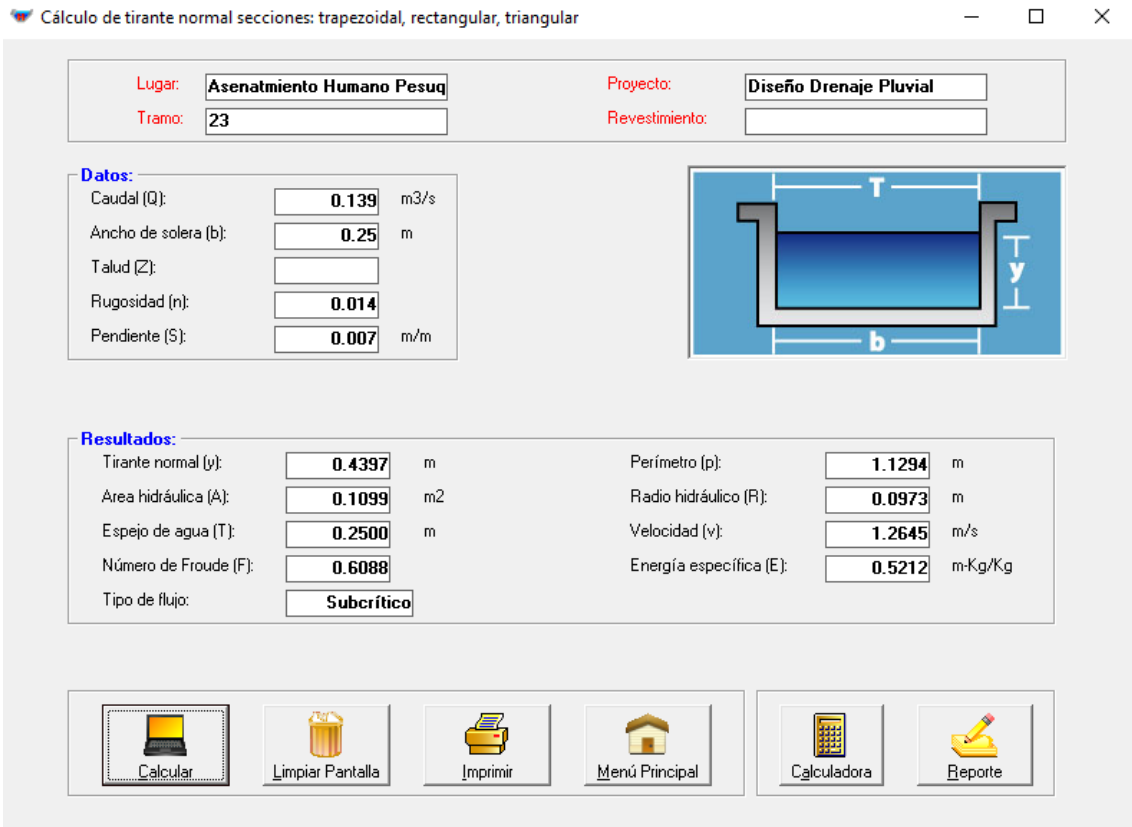 Cálculo de tirante normal secciones: trapezoidal, rectangular, triangular
Lugar: Asenatmiento Humano Pesuq Proyecto: Diseño Drenaje Pluvial
Tramo: 23 Revestimiento:
Datos:
Caudal (Q): 0.139 m3/s
Ancho de solera (b): 0.25 m
Talud (Z):
Rugosidad (n): 0.014
Pendiente (S): 0.007 m/m
T
y
b
Resultados:
Tirante normal (y): 0.4397 m Perímetro (p): 1.1294 m
Area hidráulica (A): 0.1099 m2 Radio hidráulico (R): 0.0973 m
Espejo de agua (T): 0.2500 m Velocidad (v): 1.2645 m/s
Número de Froude (F): 0.6088 Energía específica (E): 0.5212 m-Kg/Kg
Tipo de flujo: Subcrítico
Calcular Limpiar Pantalla Imprimir Menú Principal Calculadora Reporte